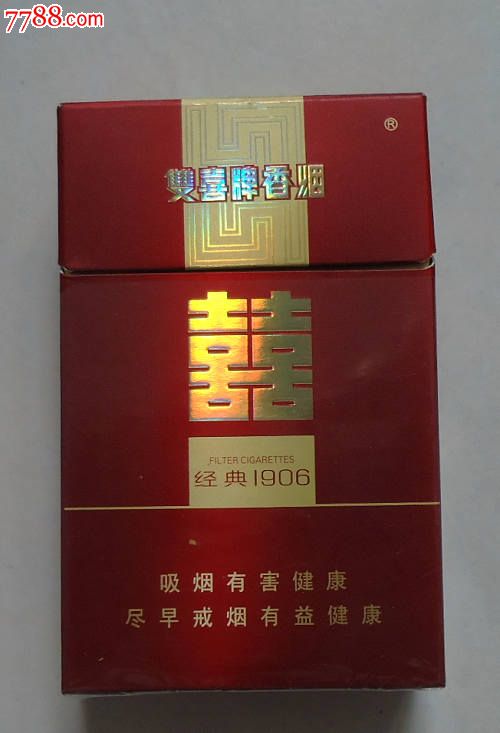 7788.com
雙喜牌香烟
®
囍
FILTER CIGARETTES
经典1906
吸烟有害健康
尽早戒烟有益健康